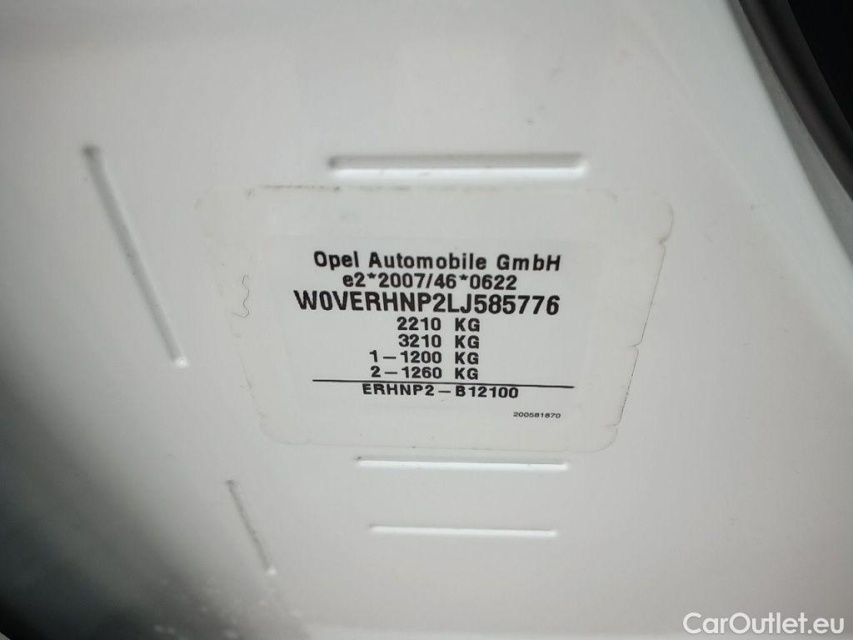 Opel Automobile GmbH
e2*2007/46*0622
W0VERHNP2LJ585776
2210 KG
3210 KG
1-1200 KG
2-1260 KG
ERHNP2-B12100
200581870
CarOutlet.eu